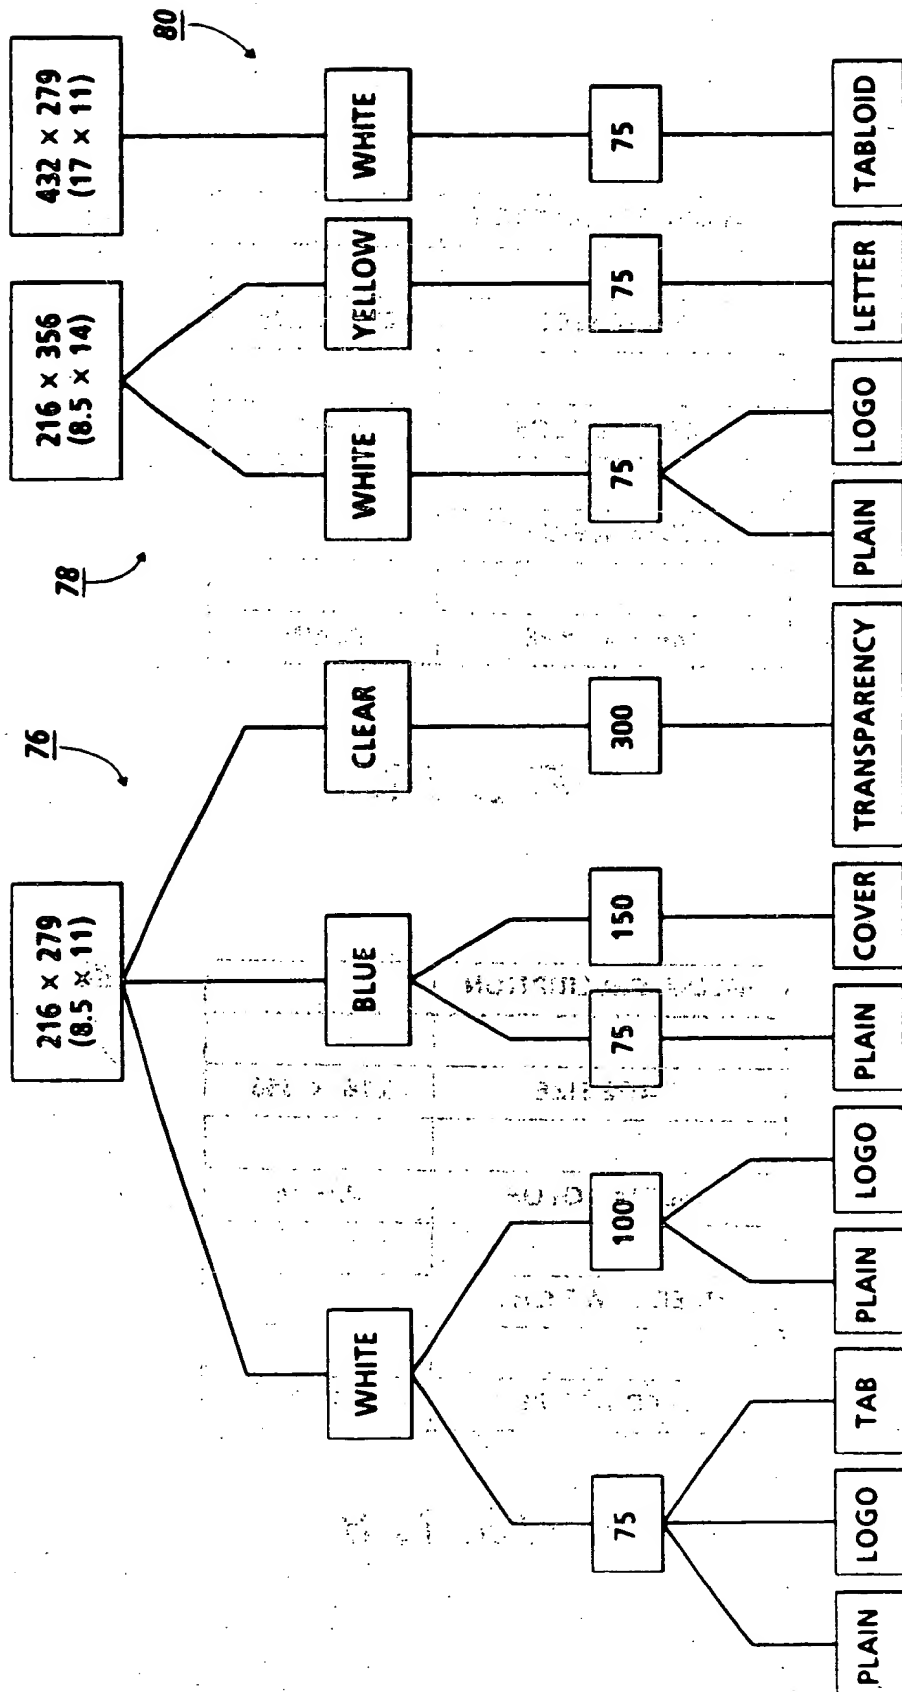 216 × 279
(8.5 × 11)
76
78
216 × 356
(8.5 × 14)
432 × 279
(17 × 11)
80
WHITE
BLUE
CLEAR
WHITE
YELLOW
WHITE
75
100
75
150
300
75
75
75
PLAIN
LOGO
TAB
PLAIN
LOGO
PLAIN
COVER
TRANSPARENCY
PLAIN
LOGO
LETTER
TABLOID